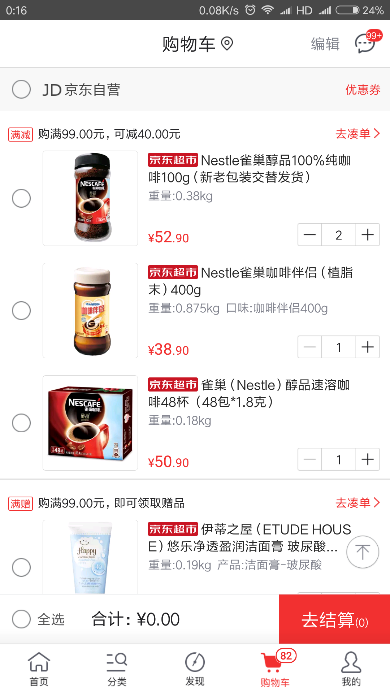 0:16 0.08K/s HD 24%
购物车 编辑 99+
JD 京东自营 优惠券
满减 购满99.00元，可减40.00元 去凑单
京东超市 Nestle雀巢醇品100%纯咖
啡100g（新老包装交替发货）
重量:0.38kg
¥52.90 2
京东超市 Nestle雀巢咖啡伴侣（植脂
末）400g
重量:0.875kg 口味:咖啡伴侣400g
¥38.90 1
京东超市 雀巢（Nestle）醇品速溶咖
啡48杯（48包*1.8克）
重量:0.18kg
¥50.90 1
满赠 购满99.00元，即可领取赠品 去凑单
京东超市 伊蒂之屋（ETUDE HOUS
E）悦乐净透盈润洁面膏 玻尿酸...
重量:0.19kg 产品:洁面膏-玻尿酸
全选 合计: ¥0.00 去结算(0)
82
首页 分类 发现 购物车 我的
NESCAFÉ
咖啡伴侣
NESCAFÉ
Happy